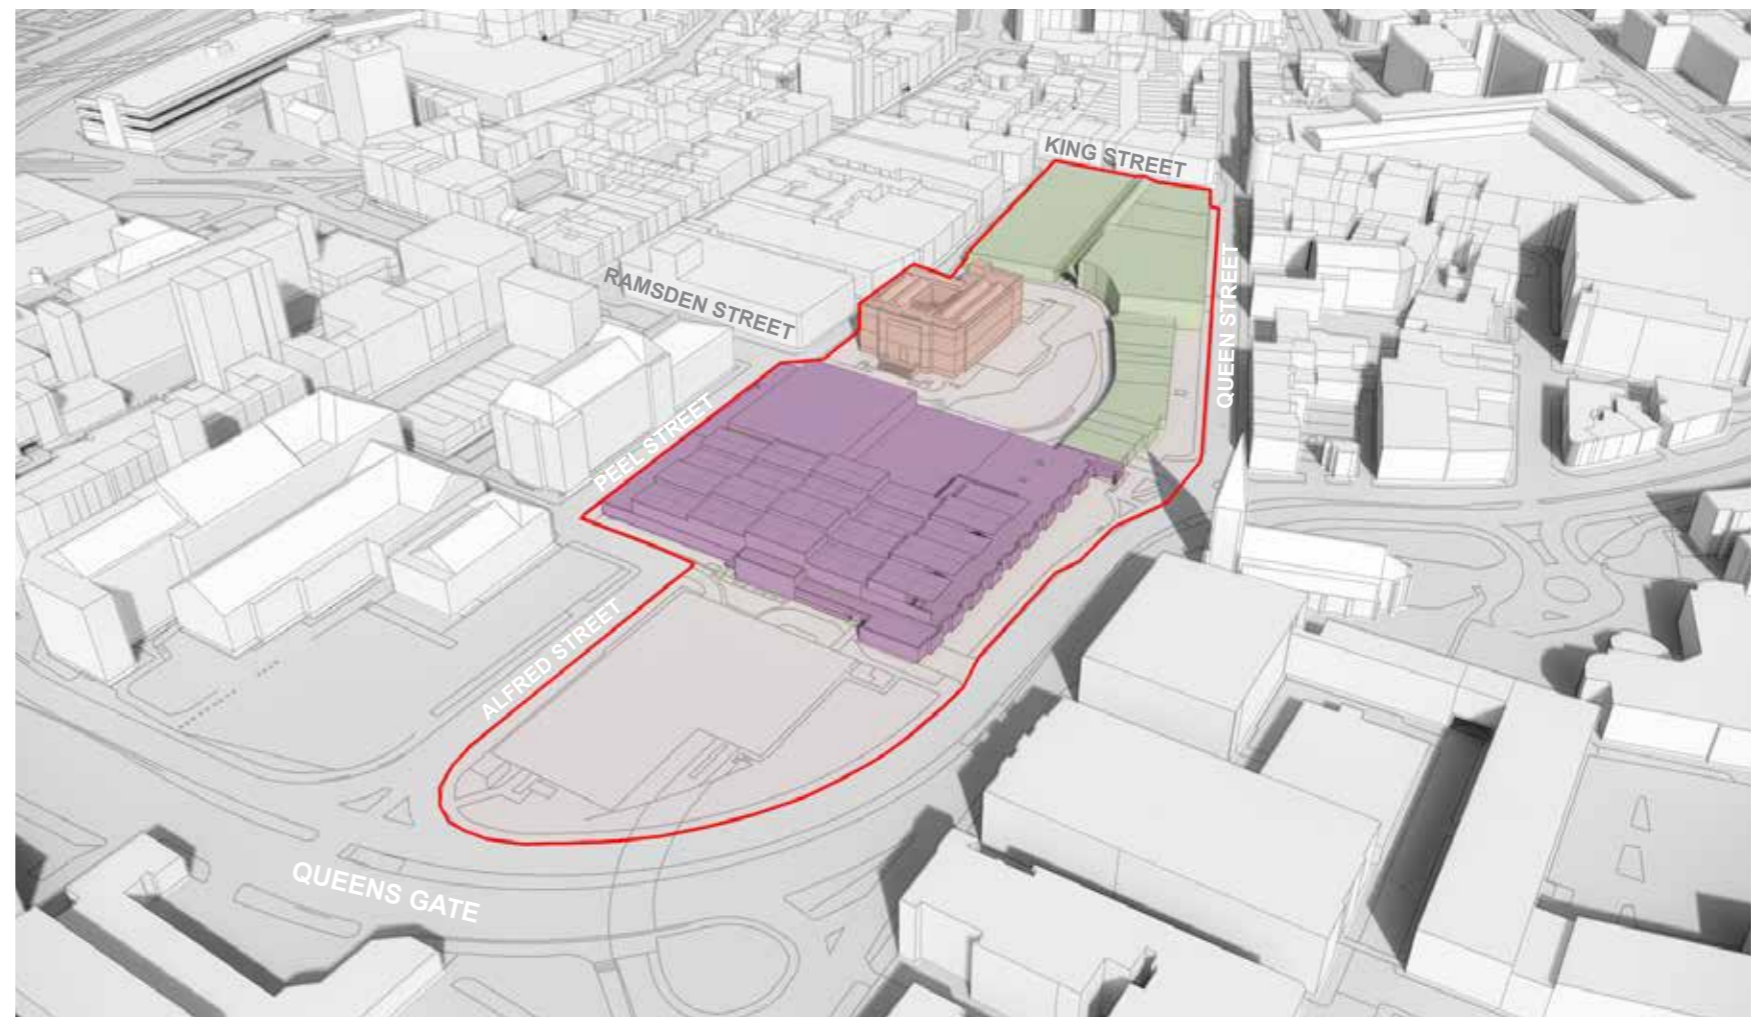 KING STREET
QUEEN STREET
RAMSDEN STREET
PEEL STREET
ALFRED STREET
QUEENS GATE